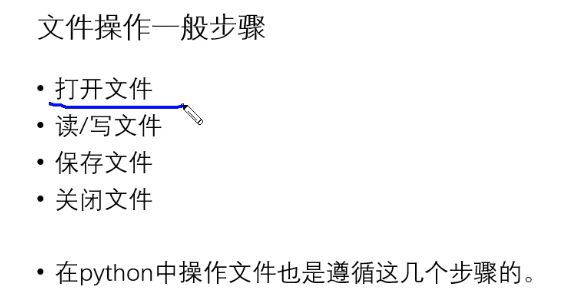 文件操作一般步骤
• 打开文件
• 读/写文件
• 保存文件
• 关闭文件
• 在python中操作文件也是遵循这几个步骤的。